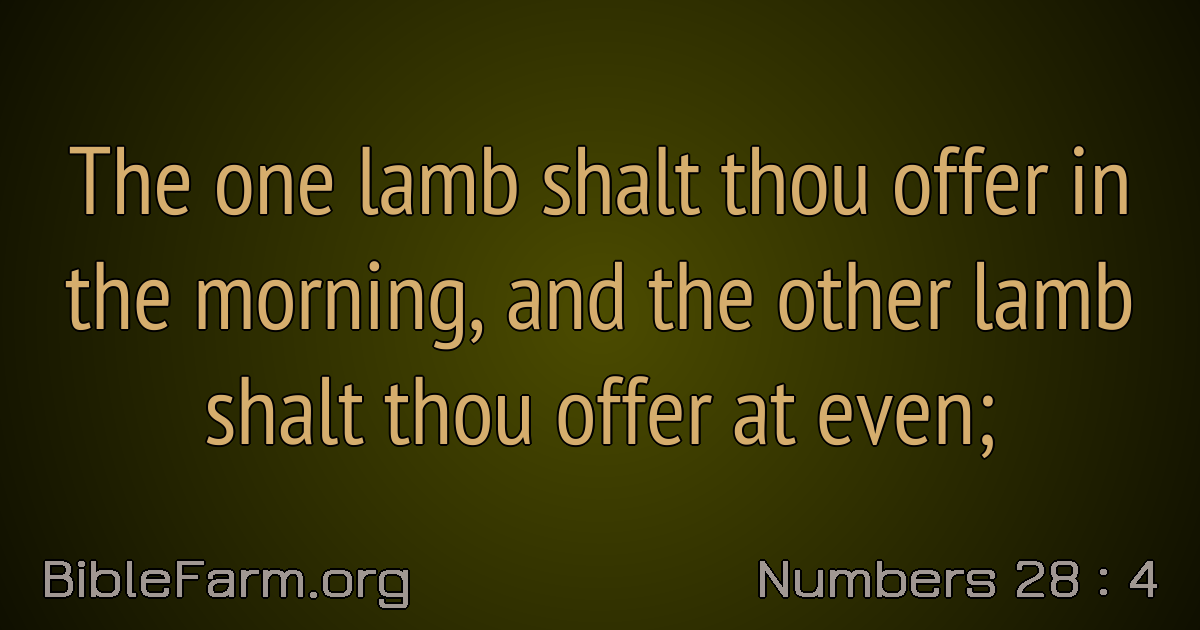 The one lamb shalt thou offer in
the morning, and the other lamb
shalt thou offer at even;
BibleFarm.org
Numbers 28 : 4